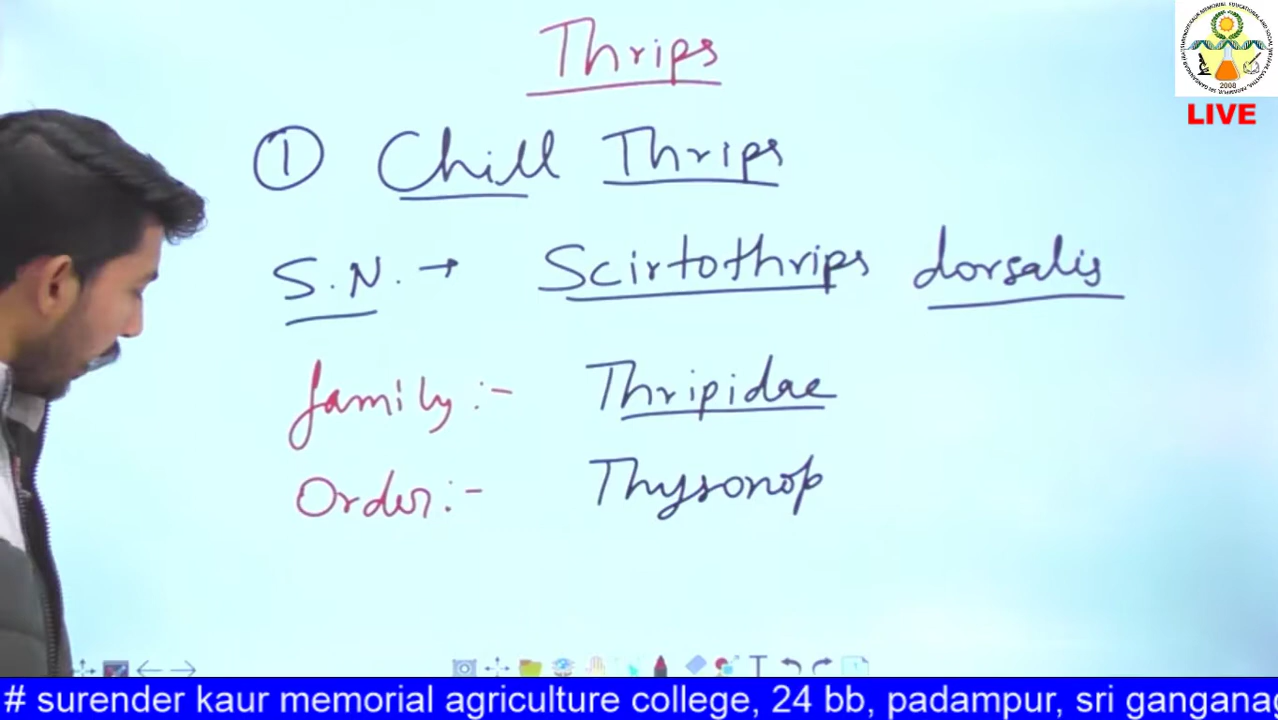 Thrips
① Chill Thrips
S.N. → Scirtothrips dorsalis
family :- Thripidae
Order :- Thysonop
2008
LIVE
# surender kaur memorial agriculture college, 24 bb, padampur, sri ganganag